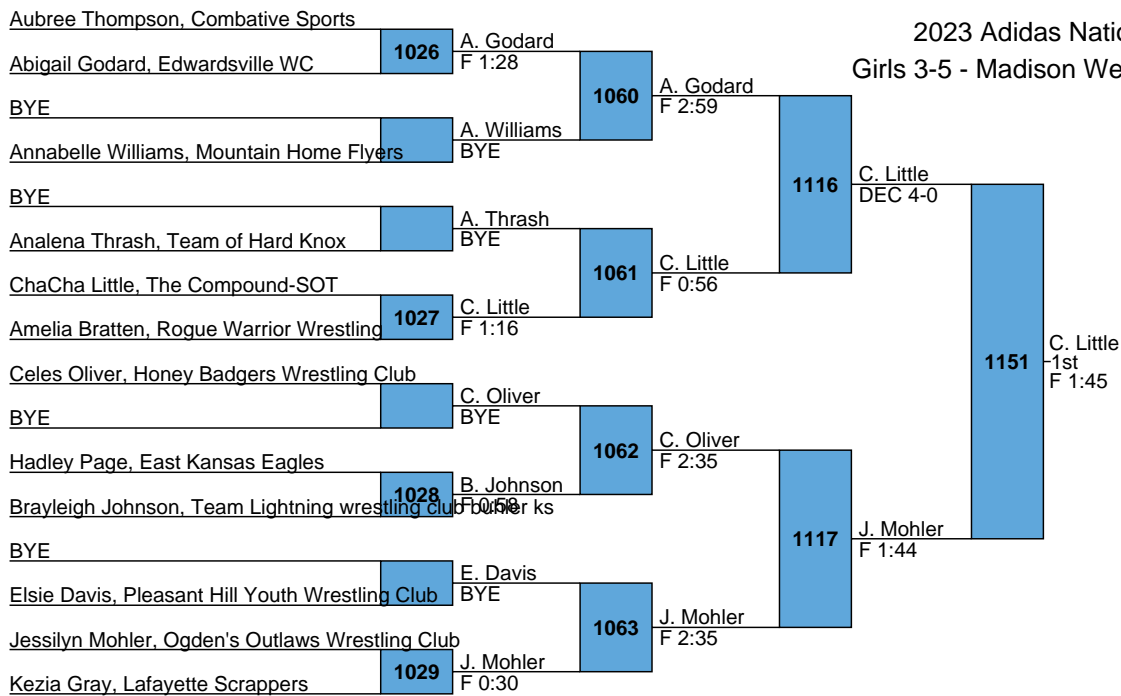 2023 Adidas Natio
Girls 3-5 - Madison We
Aubree Thompson, Combative Sports
Abigail Godard, Edwardsville WC
BYE
Annabelle Williams, Mountain Home Flyers
BYE
Analena Thrash, Team of Hard Knox
ChaCha Little, The Compound-SOT
Amelia Bratten, Rogue Warrior Wrestling
Celes Oliver, Honey Badgers Wrestling Club
BYE
Hadley Page, East Kansas Eagles
Brayleigh Johnson, Team Lightning wrestling club buhler ks
BYE
Elsie Davis, Pleasant Hill Youth Wrestling Club
Jessilyn Mohler, Ogden's Outlaws Wrestling Club
Kezia Gray, Lafayette Scrappers
1026
1027
1028
1029
A. Godard
F 1:28
A. Williams
BYE
A. Thrash
BYE
C. Little
F 1:16
C. Oliver
BYE
B. Johnson
F 0:58
E. Davis
BYE
J. Mohler
F 0:30
1060
1061
1062
1063
A. Godard
F 2:59
C. Little
F 0:56
C. Oliver
F 2:35
J. Mohler
F 2:35
1116
1117
C. Little
DEC 4-0
J. Mohler
F 1:44
1151
C. Little
1st
F 1:45